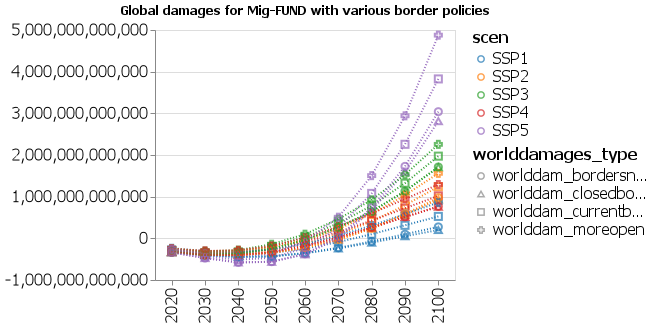 Global damages for Mig-FUND with various border policies
5,000,000,000,000
4,000,000,000,000
3,000,000,000,000
2,000,000,000,000
1,000,000,000,000
0
-1,000,000,000,000
2020
2030
2040
2050
2060
2070
2080
2090
2100
scen
SSP1
SSP2
SSP3
SSP4
SSP5
worlddamages_type
worlddam_bordersn...
worlddam_closedbo...
worlddam_currentb...
worlddam_moreopen